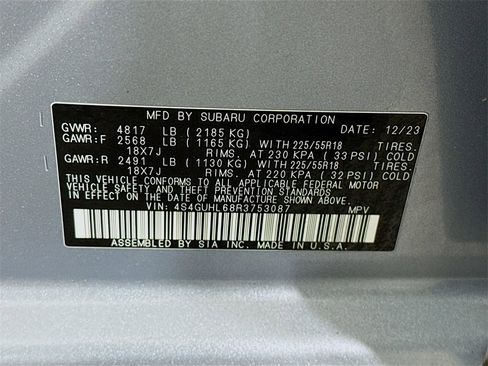 MFD BY SUBARU CORPORATION
GVWR: 4817 LB (2185 KG) DATE: 12/23
GAWR:F 2568 LB (1165 KG) WITH 225/55R18 TIRES.
18X7J RIMS. AT 230 KPA (33 PSI) COLD
GAWR:R 2491 LB (1130 KG) WITH 225/55R18 TIRES.
18X7J RIMS. AT 220 KPA (32 PSI) COLD
THIS VEHICLE CONFORMS TO ALL APPLICABLE FEDERAL MOTOR
VEHICLE SAFETY AND THEFT PREVENTION STANDARDS IN EFFECT ON
THE DATE OF MANUFACTURE SHOWN ABOVE.
VIN: 4S4GUHL68R3753087 MPV
ASSEMBLED BY SIA INC. MADE IN U.S.A.